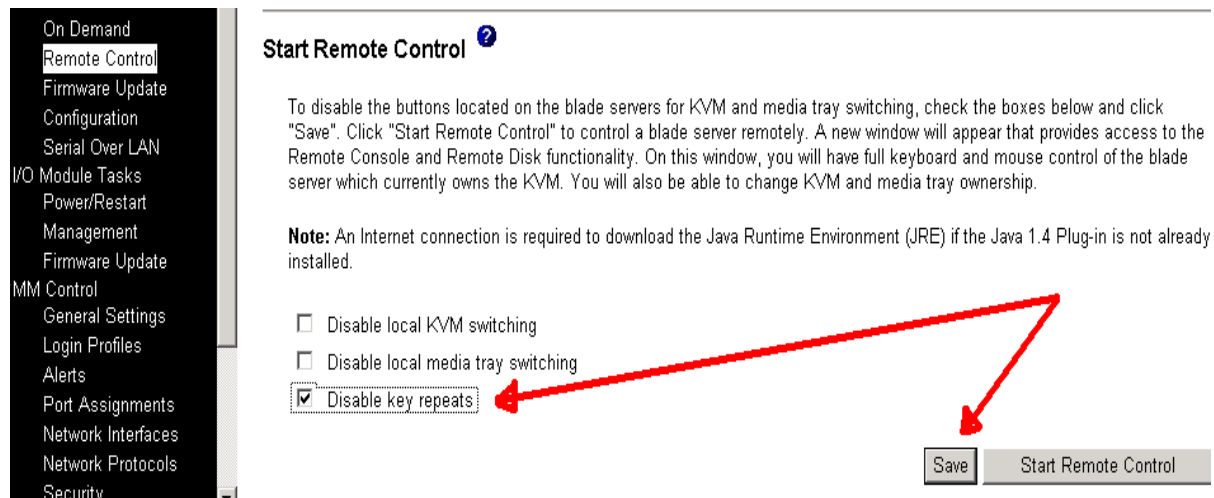 On Demand
Remote Control
Firmware Update
Configuration
Serial Over LAN
I/O Module Tasks
Power/Restart
Management
Firmware Update
MM Control
General Settings
Login Profiles
Alerts
Port Assignments
Network Interfaces
Network Protocols
Security
Start Remote Control ?
To disable the buttons located on the blade servers for KVM and media tray switching, check the boxes below and click
"Save". Click "Start Remote Control" to control a blade server remotely. A new window will appear that provides access to the
Remote Console and Remote Disk functionality. On this window, you will have full keyboard and mouse control of the blade
server which currently owns the KVM. You will also be able to change KVM and media tray ownership.
Note: An Internet connection is required to download the Java Runtime Environment (JRE) if the Java 1.4 Plug-in is not already
installed.
Disable local KVM switching
Disable local media tray switching
Disable key repeats
Save
Start Remote Control